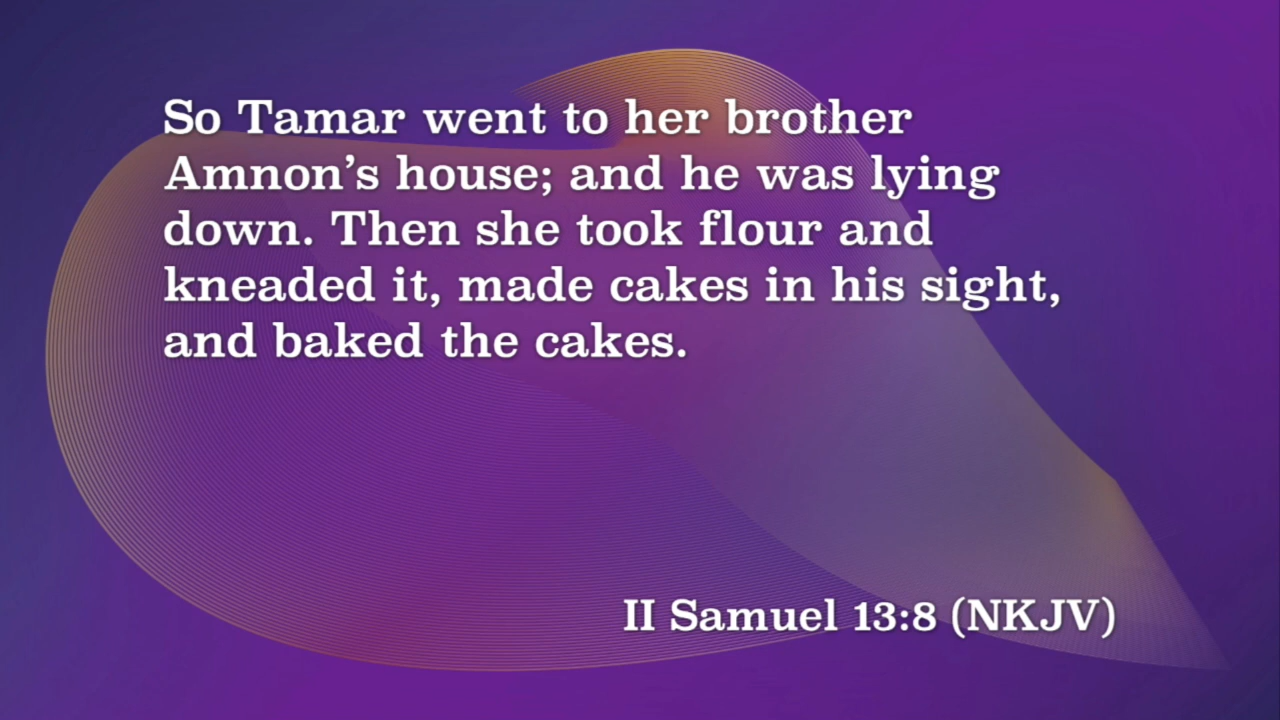 So Tamar went to her brother
Amnon’s house; and he was lying
down. Then she took flour and
kneaded it, made cakes in his sight,
and baked the cakes.
II Samuel 13:8 (NKJV)